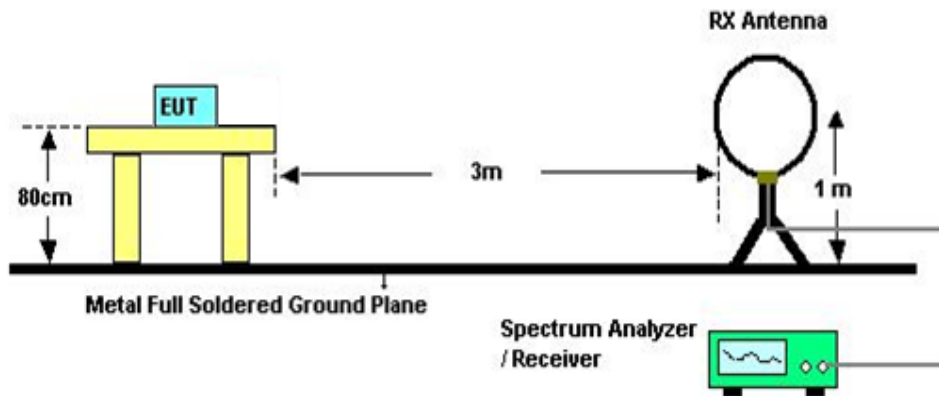 RX Antenna
EUT
3m
80cm
1 m
Metal Full Soldered Ground Plane
Spectrum Analyzer
/ Receiver